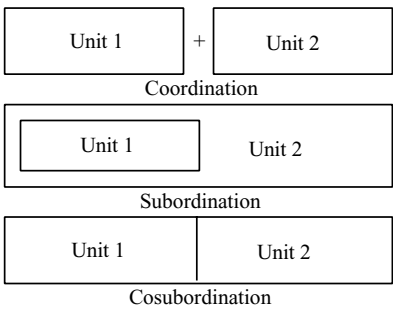 Unit 1 + Unit 2
Coordination
Unit 1 Unit 2
Subordination
Unit 1 Unit 2
Cosubordination